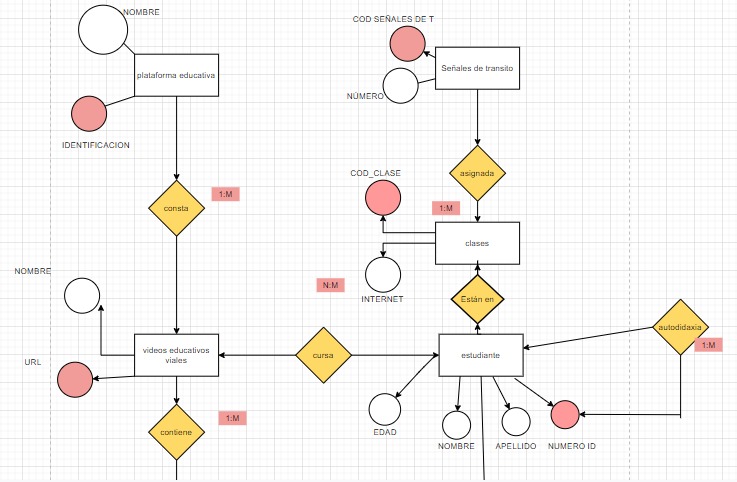 NOMBRE
plataforma educativa
IDENTIFICACION
consta
1:M
COD SEÑALES DE T
Señales de transito
NÚMERO
asignada
COD_CLASE
1:M
clases
INTERNET
N:M
Están en
NOMBRE
URL
videos educativos
viales
cursa
estudiante
autodidaxia
1:M
contiene
1:M
EDAD
NOMBRE
APELLIDO
NUMERO ID